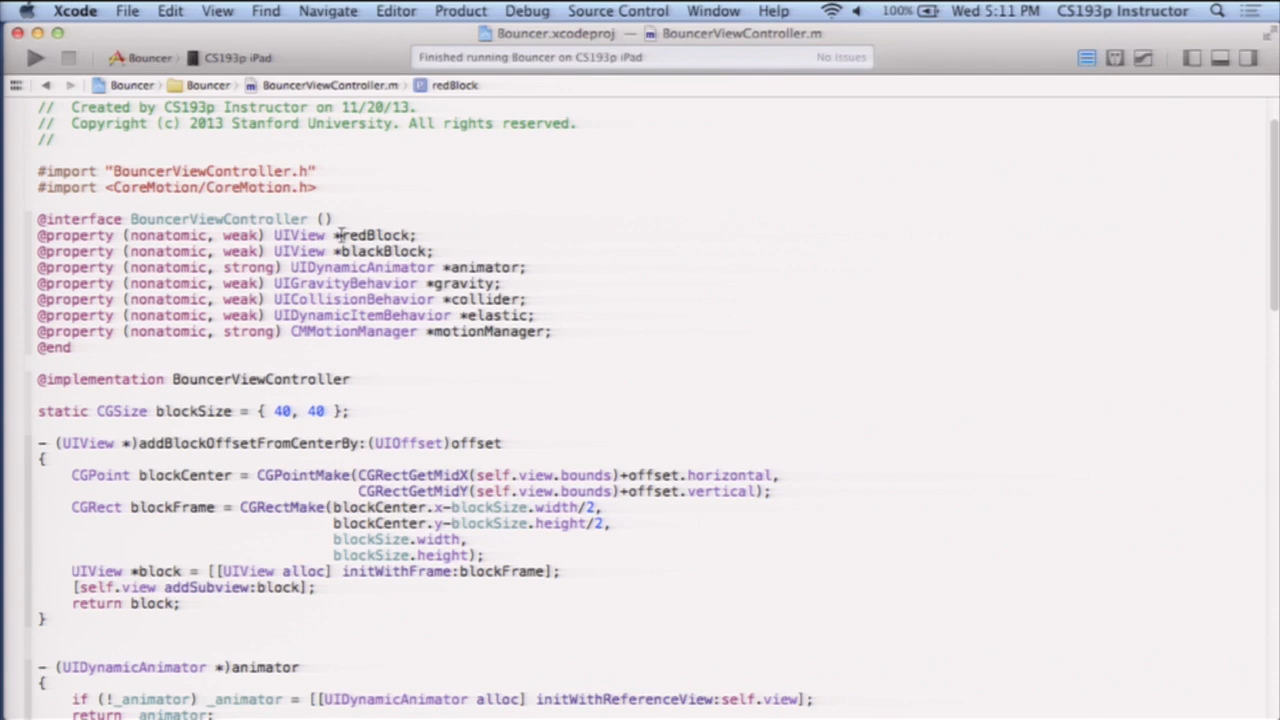 Xcode File Edit View Find Navigate Editor Product Debug Source Control Window Help 100% Wed 5:11 PM CS193p Instructor
Bouncer.xcodeproj — BouncerViewController.m
Bouncer › CS193p iPad Finished running Bouncer on CS193p iPad No Issues
Bouncer › Bouncer › BouncerViewController.m › redBlock
// Created by CS193p Instructor on 11/20/13.
// Copyright (c) 2013 Stanford University. All rights reserved.
//
#import "BouncerViewController.h"
#import <CoreMotion/CoreMotion.h>
@interface BouncerViewController ()
@property (nonatomic, weak) UIView *redBlock;
@property (nonatomic, weak) UIView *blackBlock;
@property (nonatomic, strong) UIDynamicAnimator *animator;
@property (nonatomic, weak) UIGravityBehavior *gravity;
@property (nonatomic, weak) UICollisionBehavior *collider;
@property (nonatomic, weak) UIDynamicItemBehavior *elastic;
@property (nonatomic, strong) CMMotionManager *motionManager;
@end
@implementation BouncerViewController
static CGSize blockSize = { 40, 40 };
- (UIView *)addBlockOffsetFromCenterBy:(UIOffset)offset
{
CGPoint blockCenter = CGPointMake(CGRectGetMidX(self.view.bounds)+offset.horizontal,
CGRectGetMidY(self.view.bounds)+offset.vertical);
CGRect blockFrame = CGRectMake(blockCenter.x-blockSize.width/2,
blockCenter.y-blockSize.height/2,
blockSize.width,
blockSize.height);
UIView *block = [[UIView alloc] initWithFrame:blockFrame];
[self.view addSubview:block];
return block;
}
- (UIDynamicAnimator *)animator
{
if (!_animator) _animator = [[UIDynamicAnimator alloc] initWithReferenceView:self.view];
return _animator;